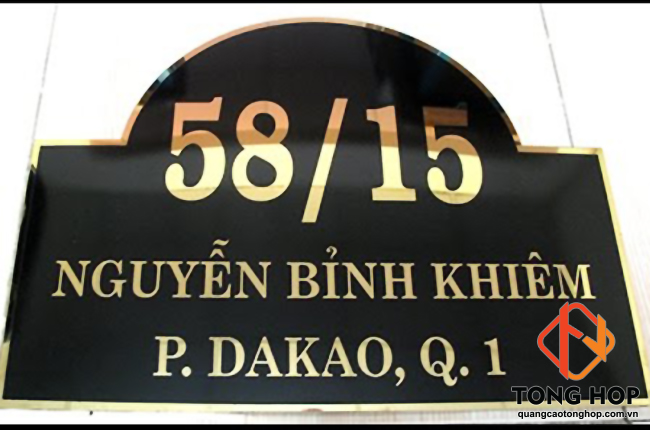 58/15
NGUYỄN BỈNH KHIÊM
P. DAKAO, Q. 1
TONG HOP
quangcaotonghop.com.vn